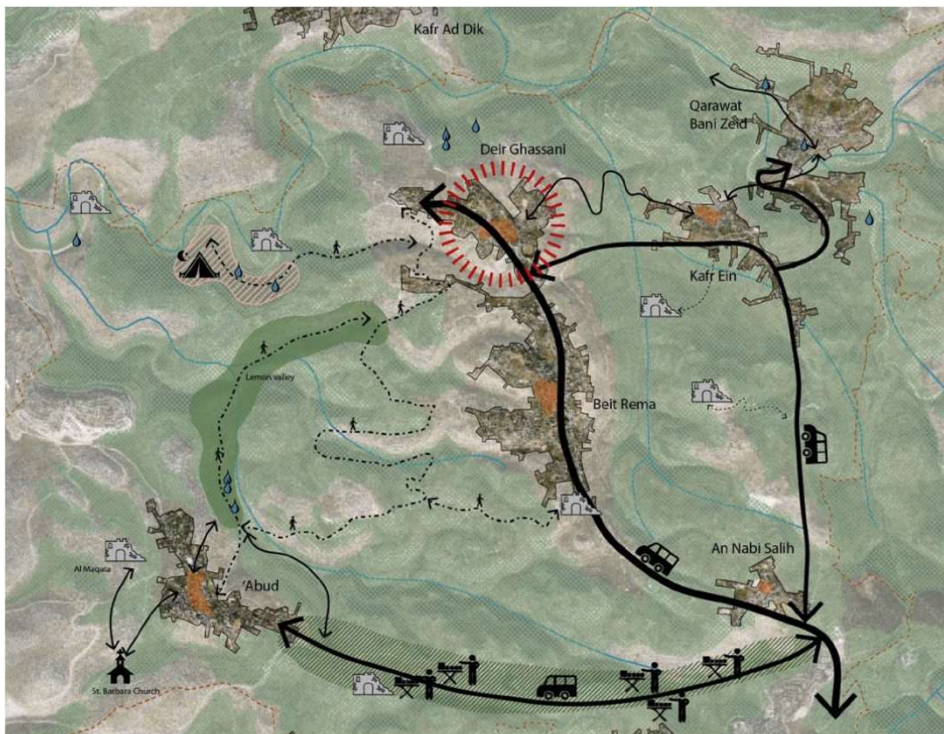 Kafr Ad Dik
Qarawat
Bani Zeid
Deir Ghassani
Kafr Ein
Lemon valley
Beit Rema
An Nabi Salih
Al Maqata
'Abud
St. Barbara Church